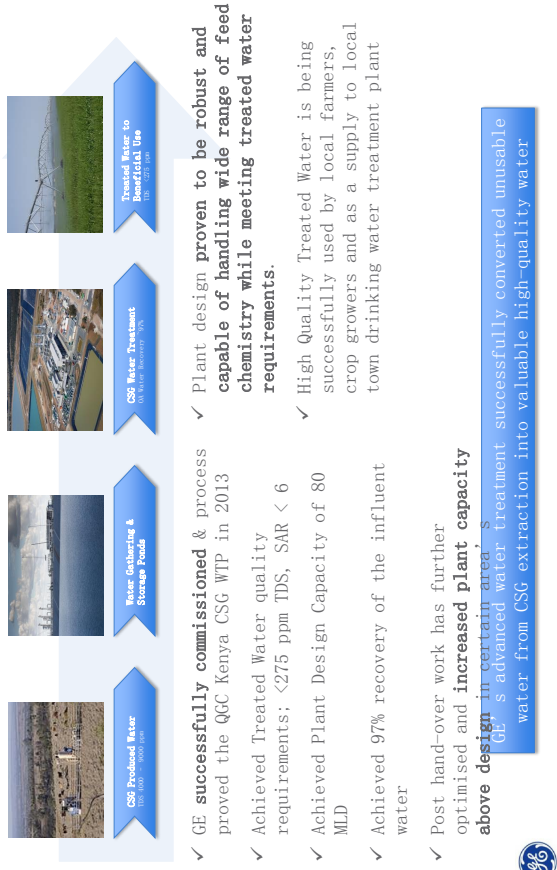 CSG Produced Water
TDS 4000 - 9000 ppm
Water Gathering &
Storage Ponds
CSG Water Treatment
OA Water Recovery 97%
Treated Water to
Beneficial Use
TDS <275 ppm
✓ GE successfully commissioned & process
proved the QGC Kenya CSG WTP in 2013
✓ Achieved Treated Water quality
requirements; <275 ppm TDS, SAR < 6
✓ Achieved Plant Design Capacity of 80
MLD
✓ Achieved 97% recovery of the influent
water
✓ Post hand-over work has further
optimised and increased plant capacity
above design in certain area's
✓ Plant design proven to be robust and
capable of handling wide range of feed
chemistry while meeting treated water
requirements.
✓ High Quality Treated Water is being
successfully used by local farmers,
crop growers and as a supply to local
town drinking water treatment plant
GE's advanced water treatment successfully converted unusable
water from CSG extraction into valuable high-quality water